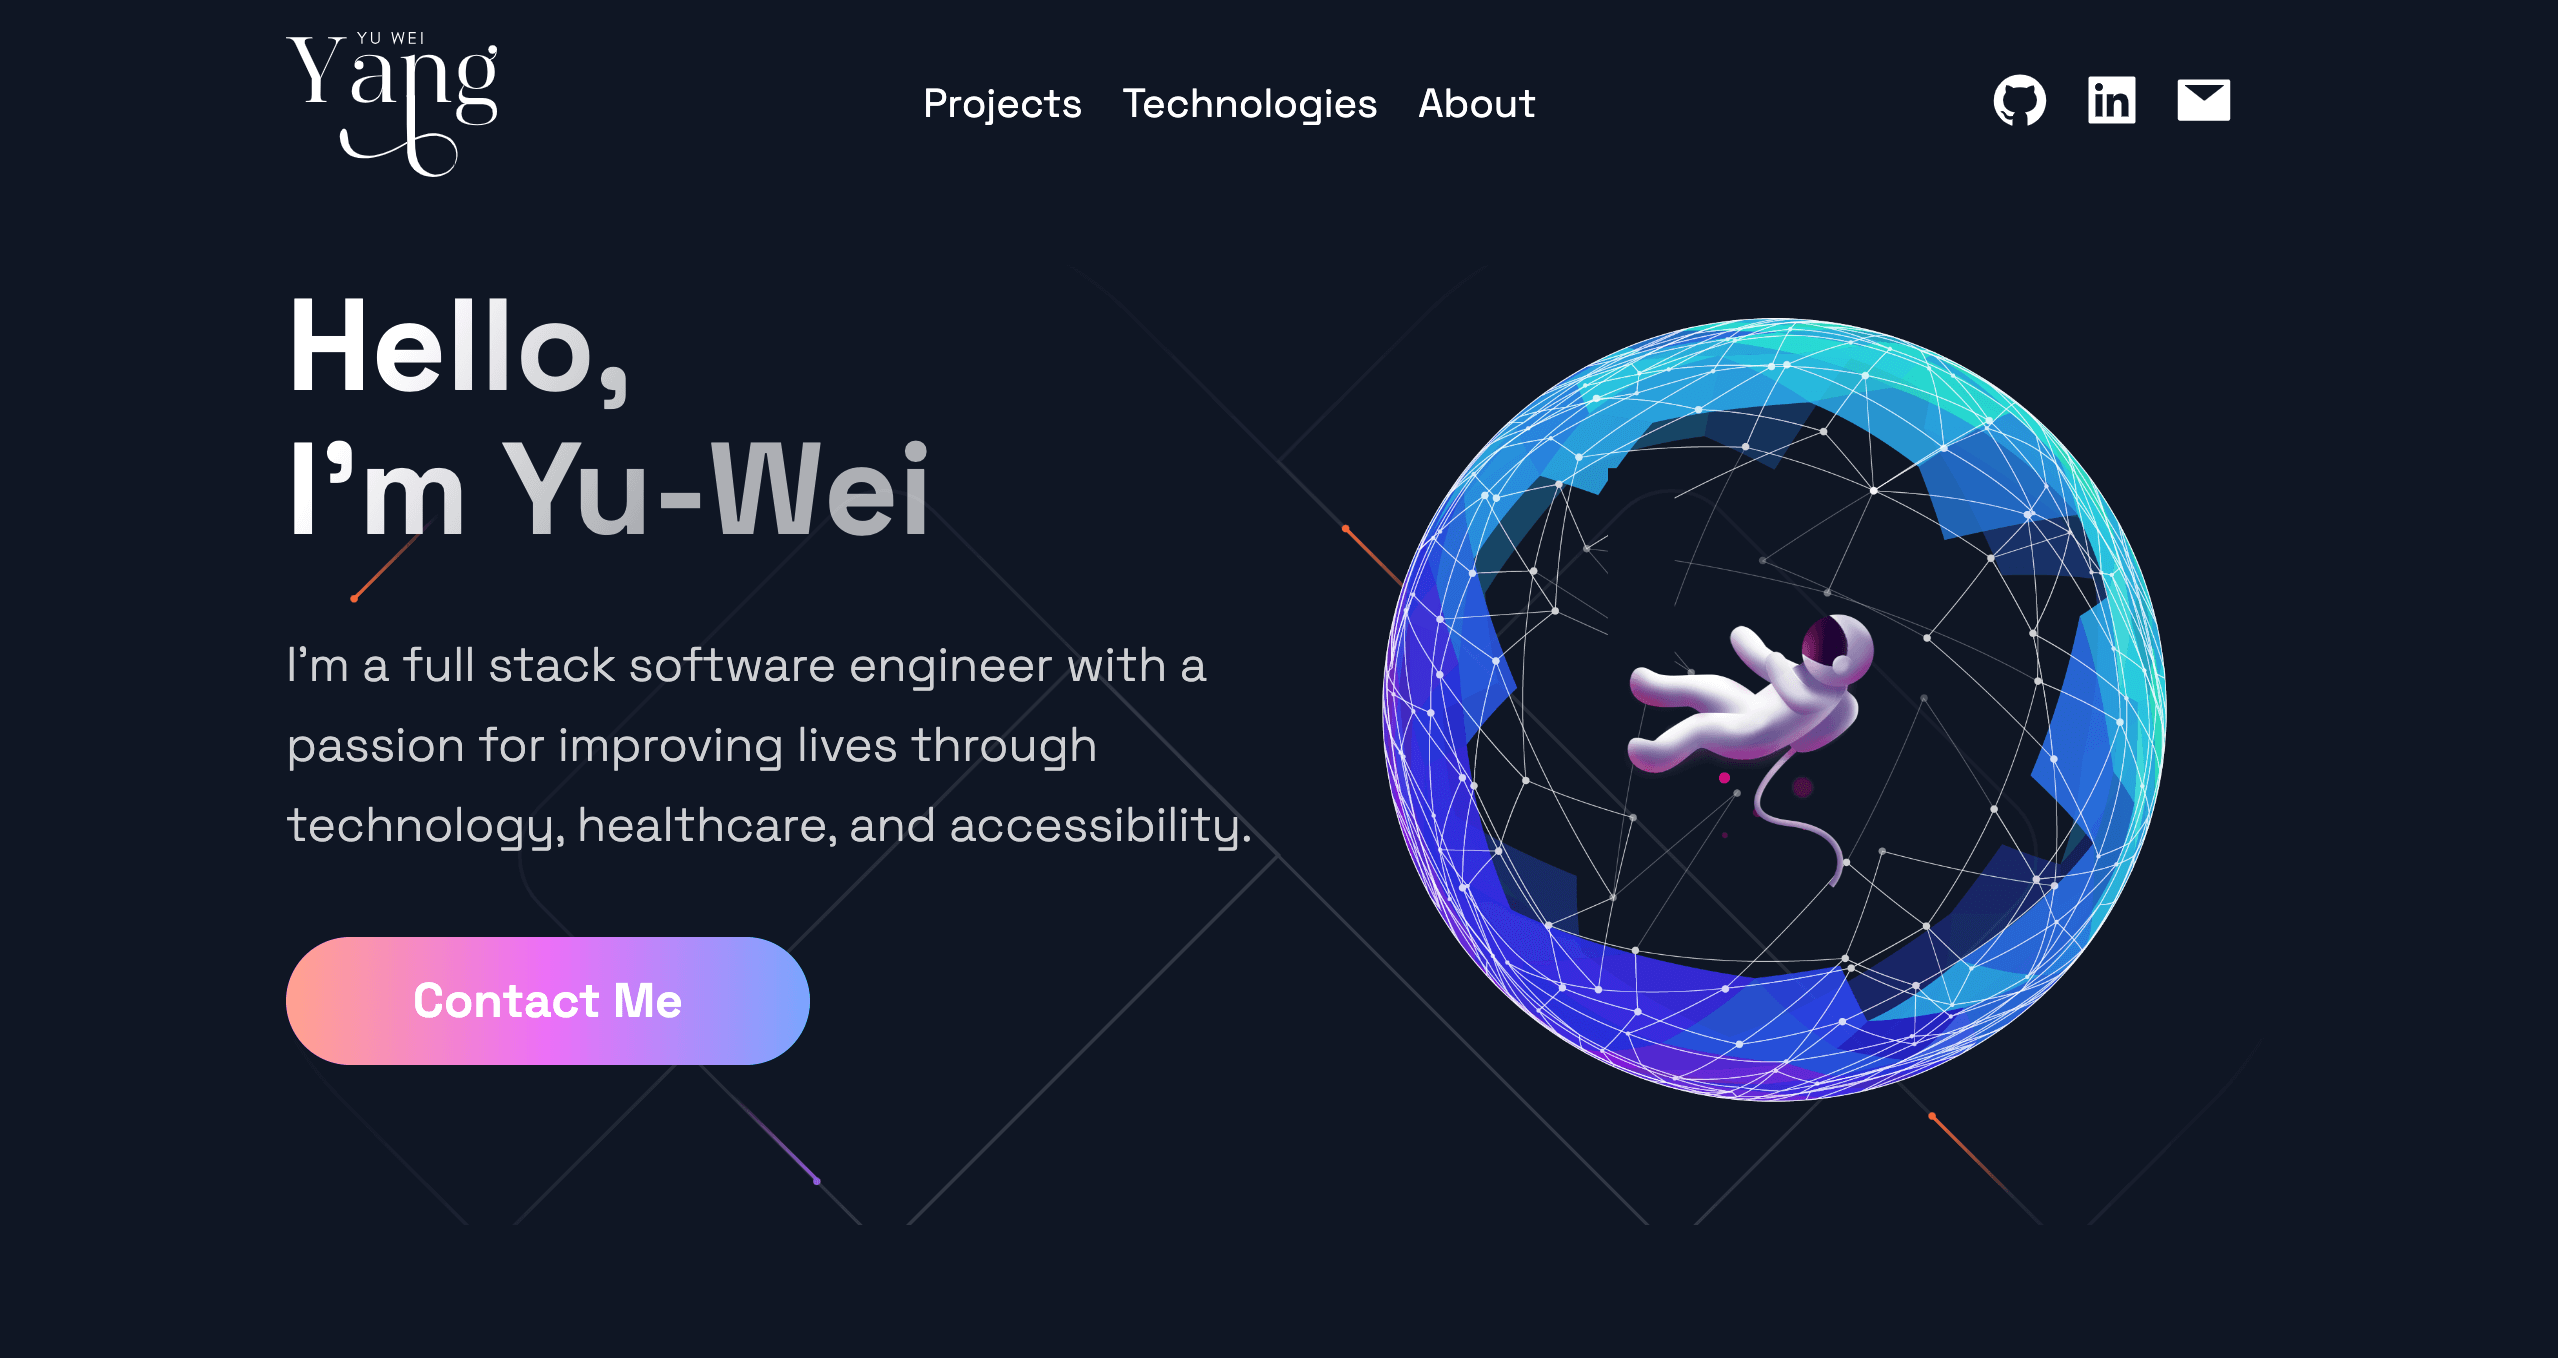 YU WEI
Yang
Projects Technologies About
in
Hello,
I'm Yu-Wei
I'm a full stack software engineer with a
passion for improving lives through
technology, healthcare, and accessibility.
Contact Me